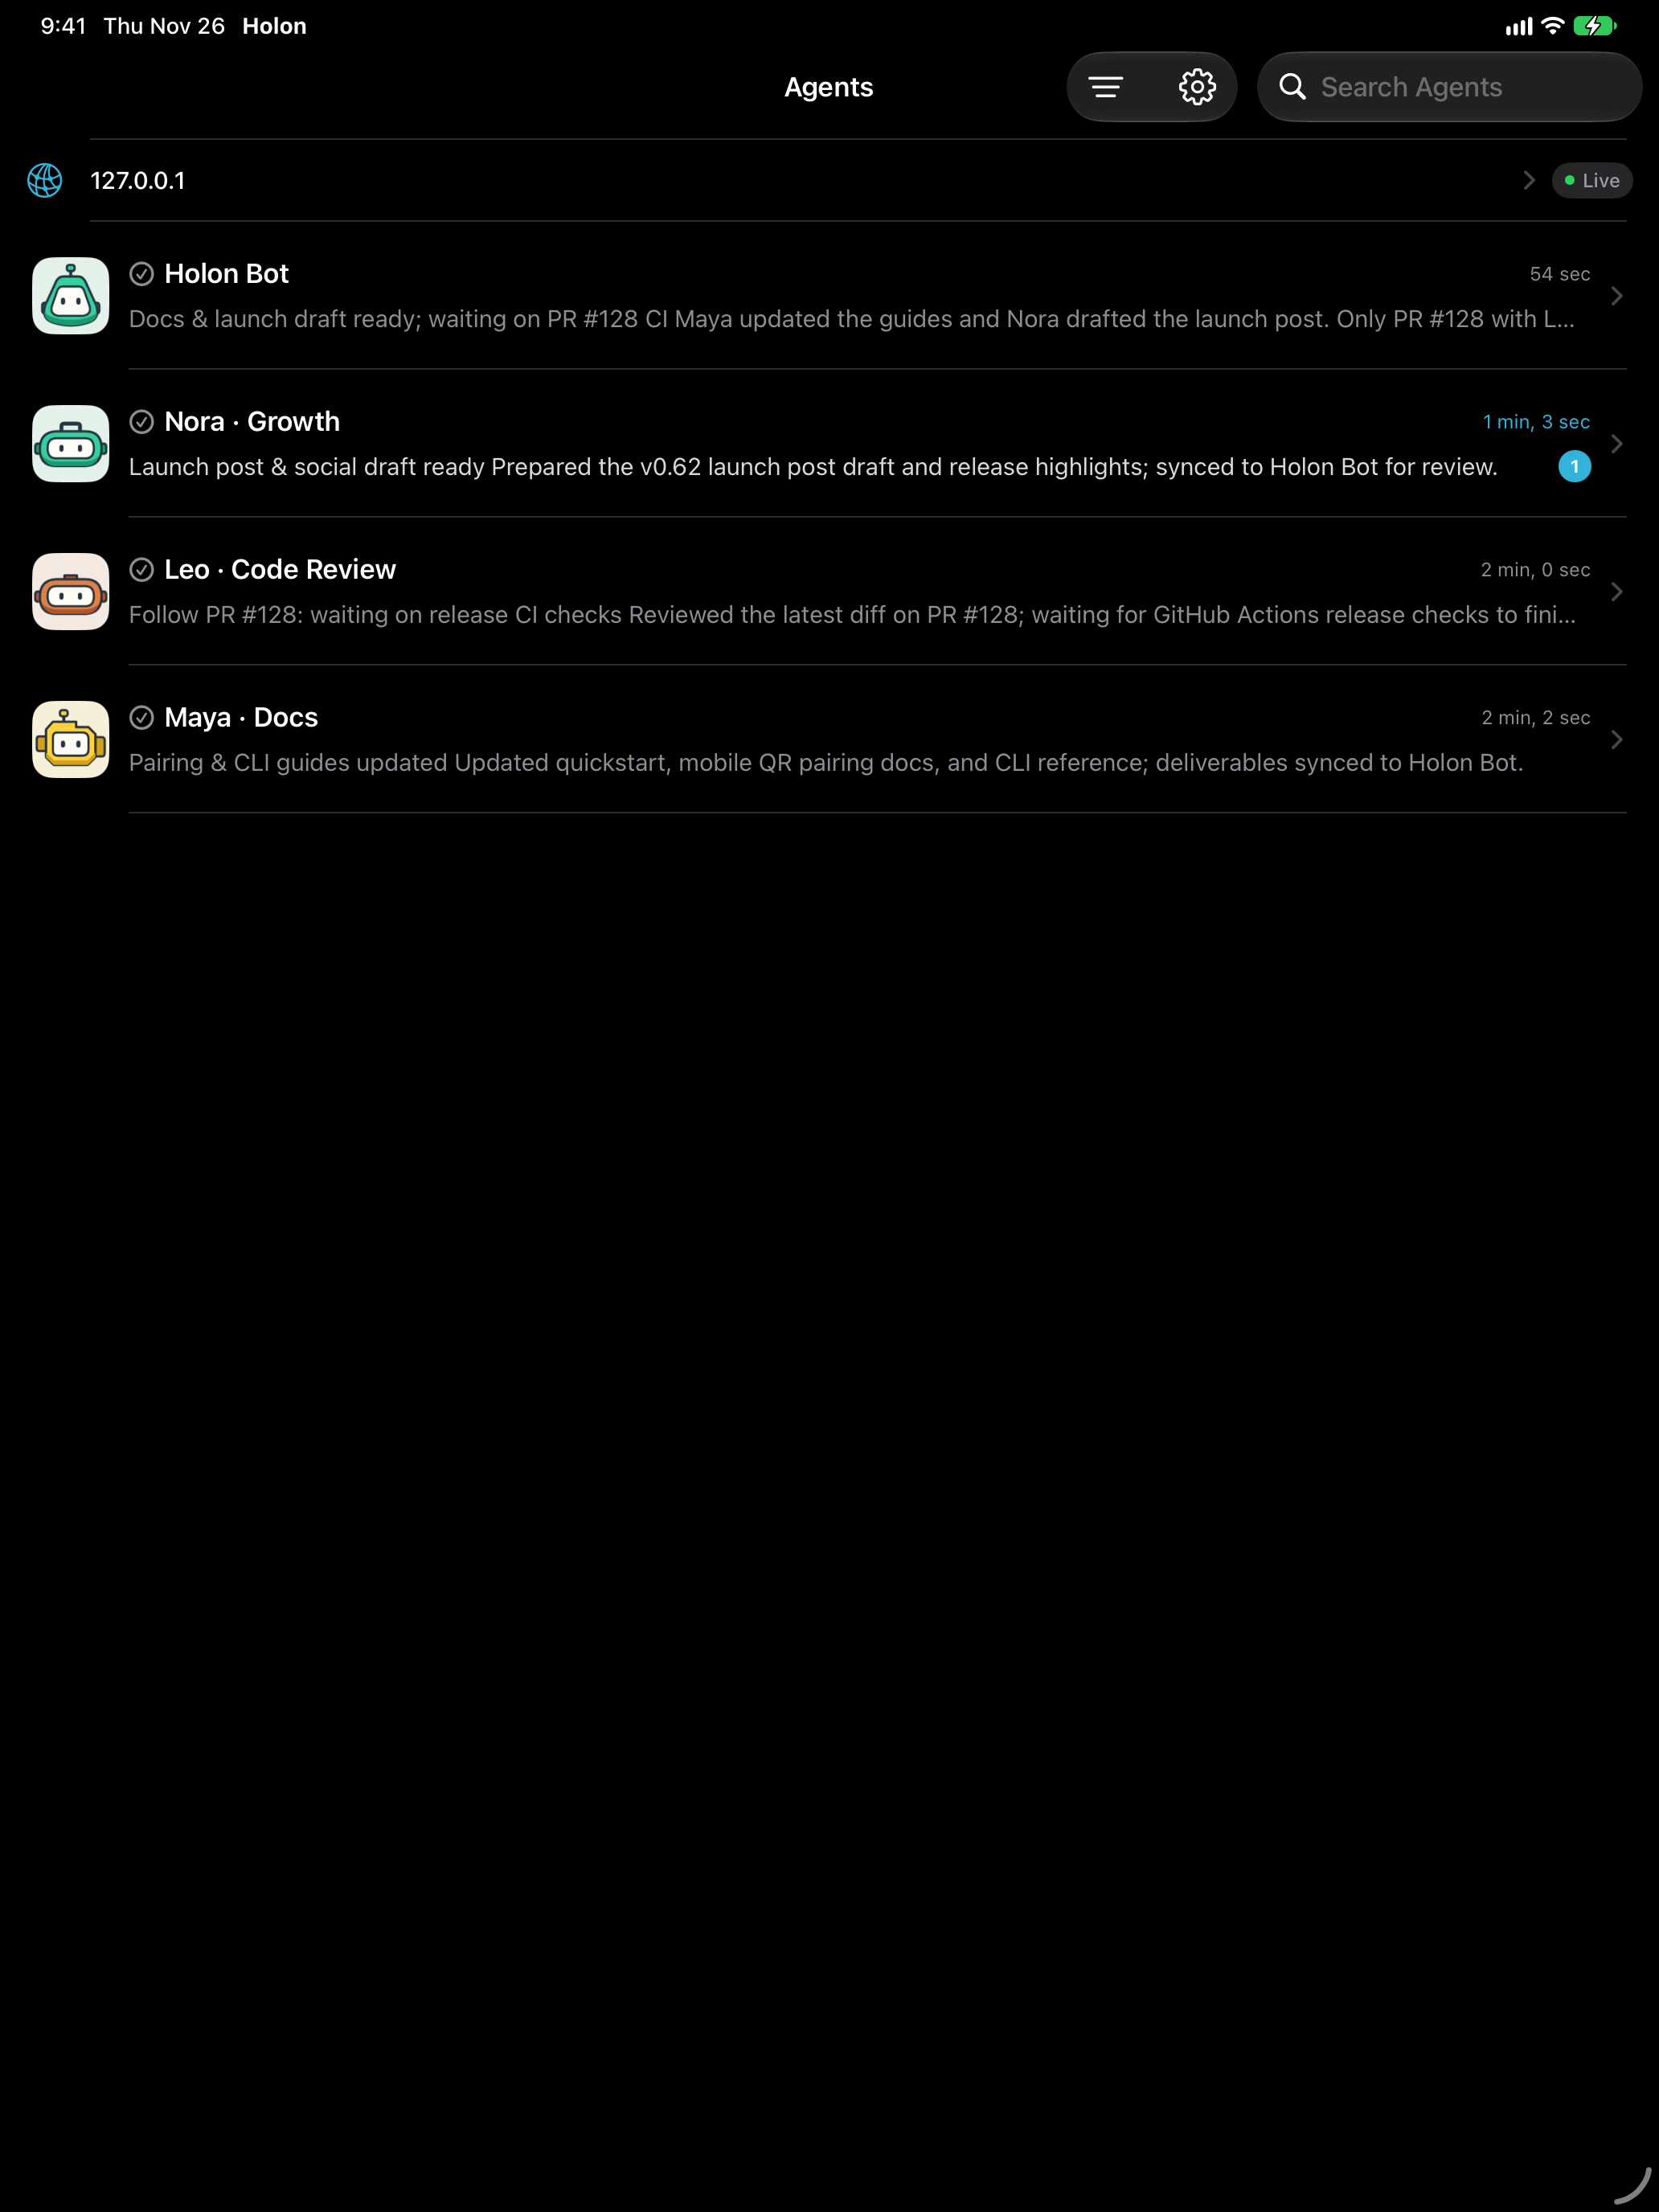 9:41 Thu Nov 26 Holon
Agents
Search Agents
127.0.0.1
Live
Holon Bot
54 sec
Docs & launch draft ready; waiting on PR #128 CI Maya updated the guides and Nora drafted the launch post. Only PR #128 with L...
Nora · Growth
1 min, 3 sec
Launch post & social draft ready Prepared the v0.62 launch post draft and release highlights; synced to Holon Bot for review.
1
Leo · Code Review
2 min, 0 sec
Follow PR #128: waiting on release CI checks Reviewed the latest diff on PR #128; waiting for GitHub Actions release checks to fini...
Maya · Docs
2 min, 2 sec
Pairing & CLI guides updated Updated quickstart, mobile QR pairing docs, and CLI reference; deliverables synced to Holon Bot.